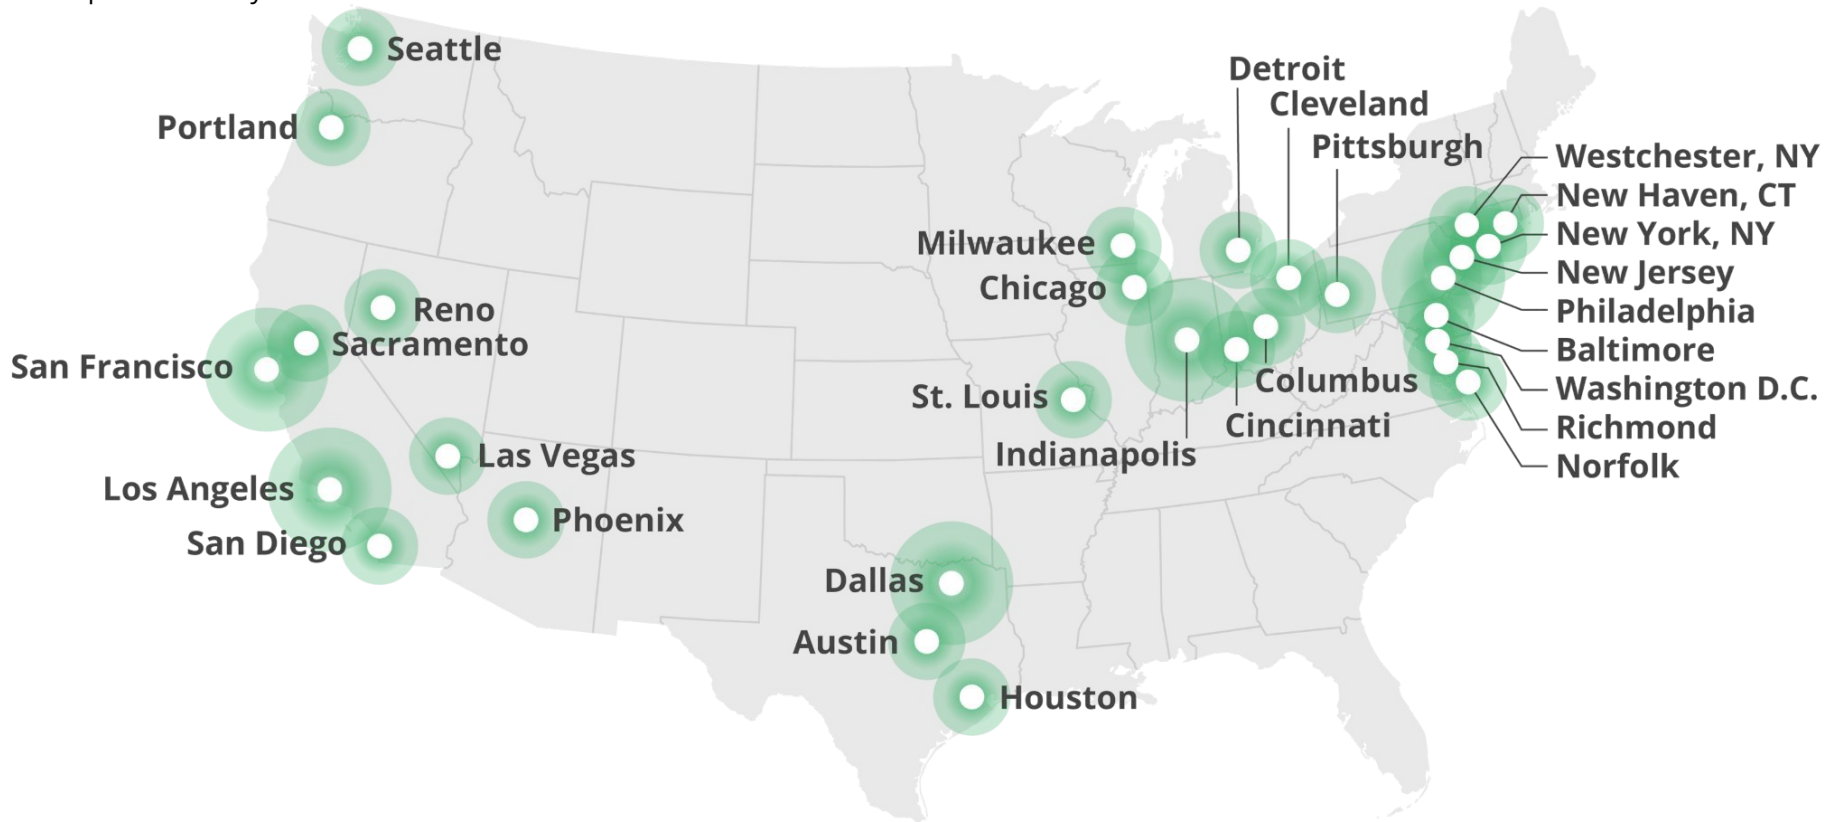 Seattle
Detroit
Cleveland
Portland
Pittsburgh
Westchester, NY
New Haven, CT
New York, NY
Milwaukee
New Jersey
Chicago
Reno
Philadelphia
Sacramento
Baltimore
San Francisco
Columbus
Washington D.C.
St. Louis
Cincinnati
Richmond
Las Vegas
Indianapolis
Norfolk
Los Angeles
Phoenix
San Diego
Dallas
Austin
Houston